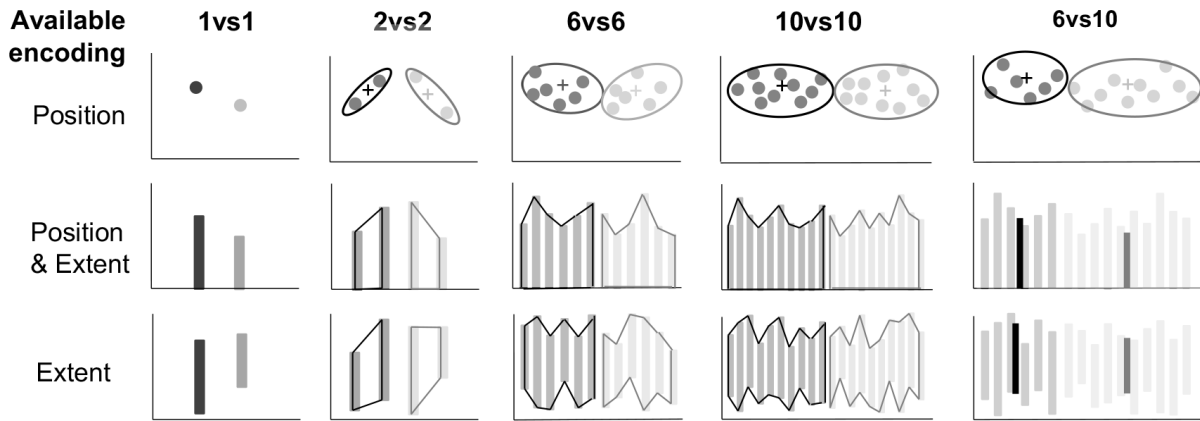 Available
encoding
1vs1
2vs2
6vs6
10vs10
6vs10
Position
Position
& Extent
Extent